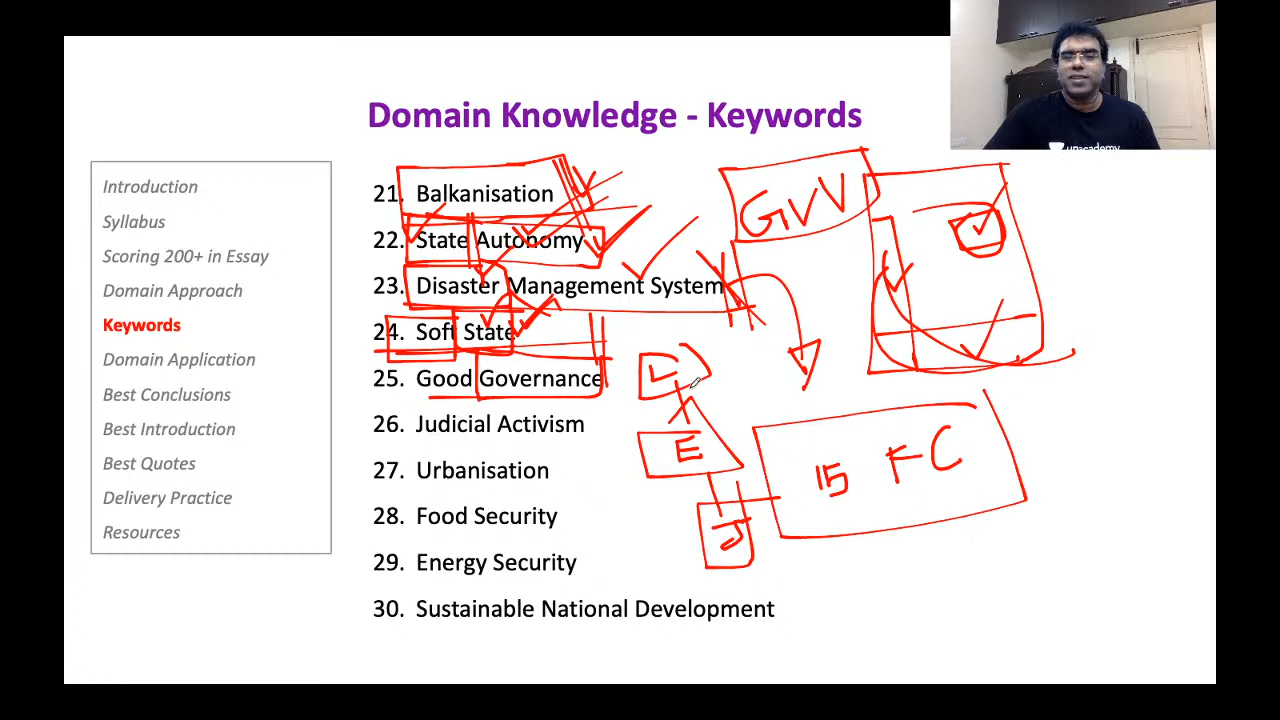 Domain Knowledge - Keywords
Introduction
Syllabus
Scoring 200+ in Essay
Domain Approach
Keywords
Domain Application
Best Conclusions
Best Introduction
Best Quotes
Delivery Practice
Resources
21. Balkanisation
22. State Autonomy
23. Disaster Management System
24. Soft State
25. Good Governance
26. Judicial Activism
27. Urbanisation
28. Food Security
29. Energy Security
30. Sustainable National Development
GVV
L
E
J
15 FC
unacademy